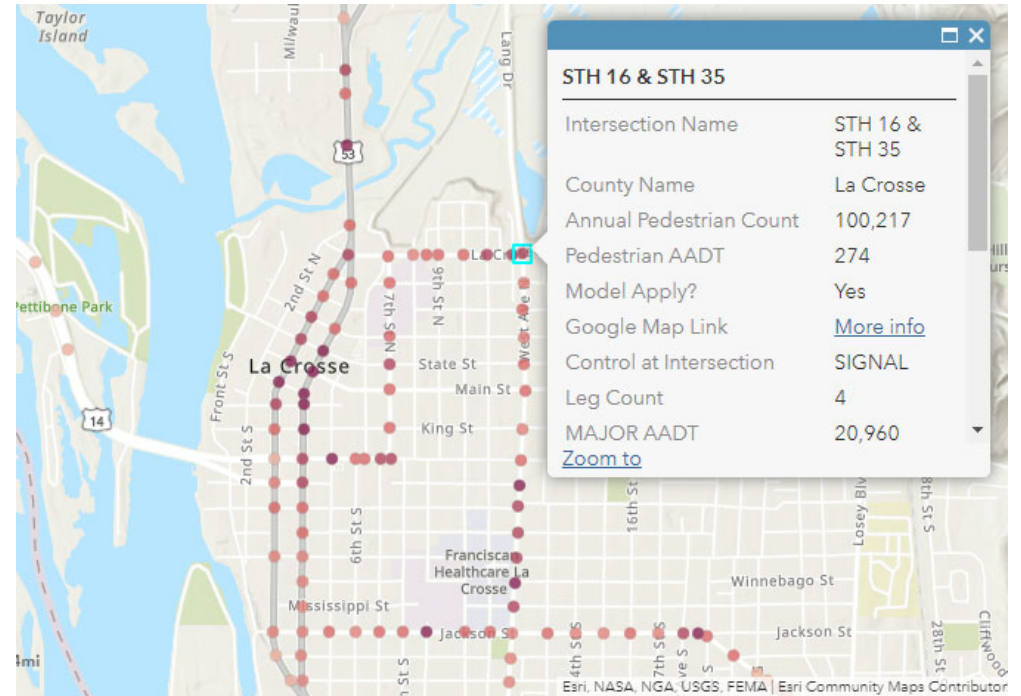 Taylor
Island
Milwau
Lang Dr
53
2nd St N
La Cr
9th St N
7th St N
West Ave N
Pettibone Park
La Crosse
State St
Main St
Front St S
14
King St
2nd St S
6th St S
16th St
Losey Blv
28th St S
Franciscan
Healthcare La
Crosse
Winnebago St
Mississippi St
Jackson S
Jackson St
28th St
Cliffwood
4mi
STH 16 & STH 35
Intersection Name STH 16 &
STH 35
County Name La Crosse
Annual Pedestrian Count 100,217
Pedestrian AADT 274
Model Apply? Yes
Google Map Link More info
Control at Intersection SIGNAL
Leg Count 4
MAJOR AADT 20,960
Zoom to
Esri, NASA, NGA, USGS, FEMA | Esri Community Maps Contributor